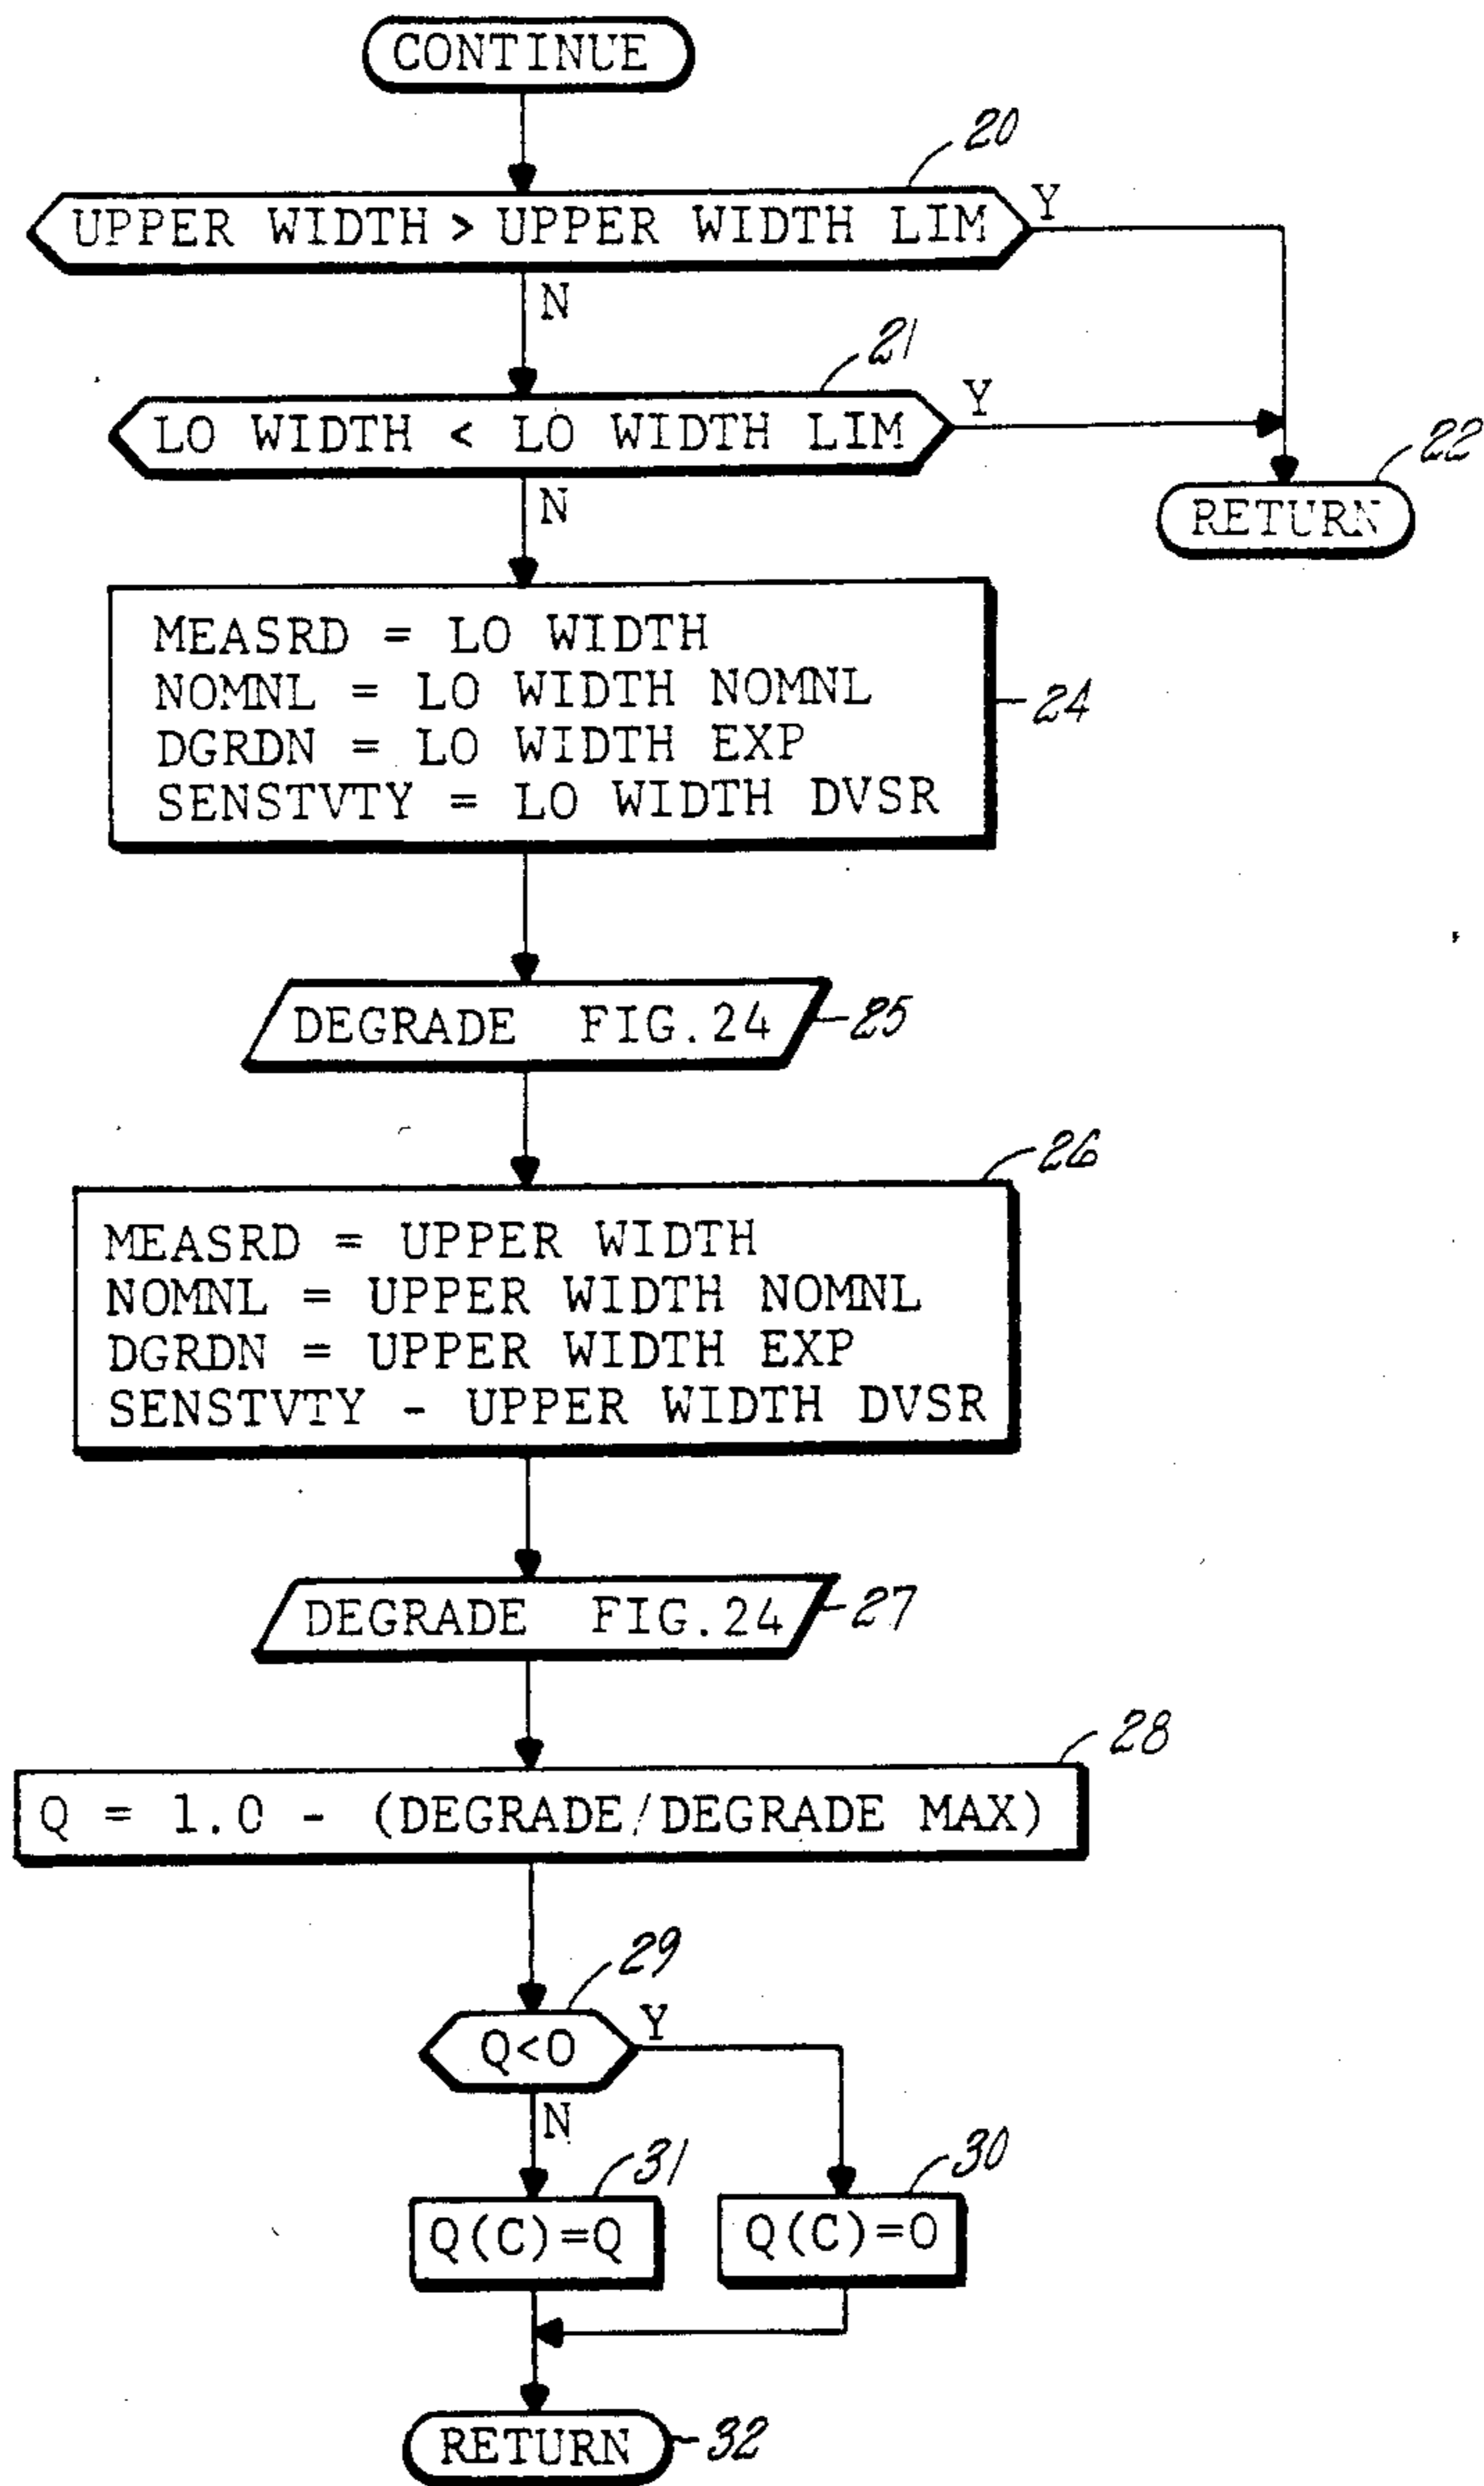 CONTINUE
20
UPPER WIDTH > UPPER WIDTH LIM
Y
N
21
LO WIDTH < LO WIDTH LIM
Y
N
22
RETURN
MEASRD = LO WIDTH
NOMNL = LO WIDTH NOMNL
DGRDN = LO WIDTH EXP
SENSTVTY = LO WIDTH DVSR
24
DEGRADE FIG.24
25
26
MEASRD = UPPER WIDTH
NOMNL = UPPER WIDTH NOMNL
DGRDN = UPPER WIDTH EXP
SENSTVTY - UPPER WIDTH DVSR
DEGRADE FIG.24
27
28
Q = 1.0 - (DEGRADE/DEGRADE MAX)
29
Q<0
Y
N
31
30
Q(C)=Q
Q(C)=0
RETURN
32